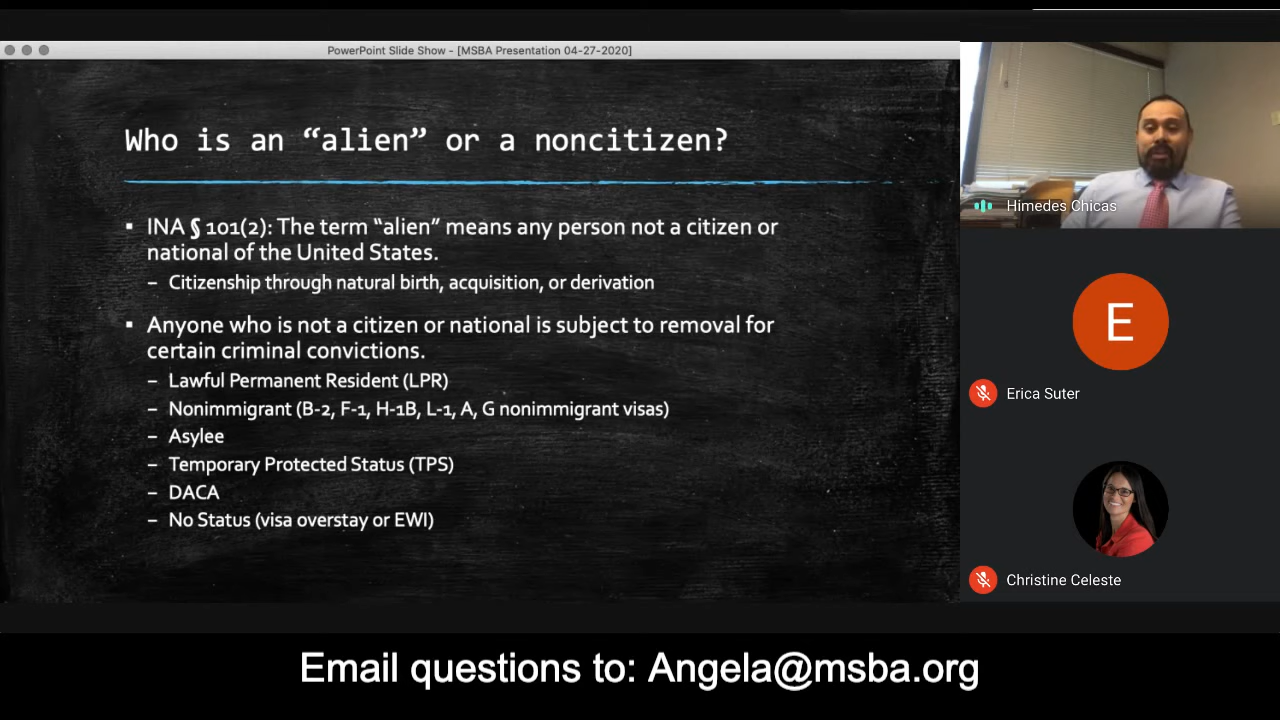 PowerPoint Slide Show - [MSBA Presentation 04-27-2020]
Who is an “alien” or a noncitizen?
▪ INA § 101(2): The term “alien” means any person not a citizen or
national of the United States.
– Citizenship through natural birth, acquisition, or derivation
▪ Anyone who is not a citizen or national is subject to removal for
certain criminal convictions.
– Lawful Permanent Resident (LPR)
– Nonimmigrant (B-2, F-1, H-1B, L-1, A, G nonimmigrant visas)
– Asylee
– Temporary Protected Status (TPS)
– DACA
– No Status (visa overstay or EWI)
Himedes Chicas
E
Erica Suter
Christine Celeste
Email questions to: Angela@msba.org